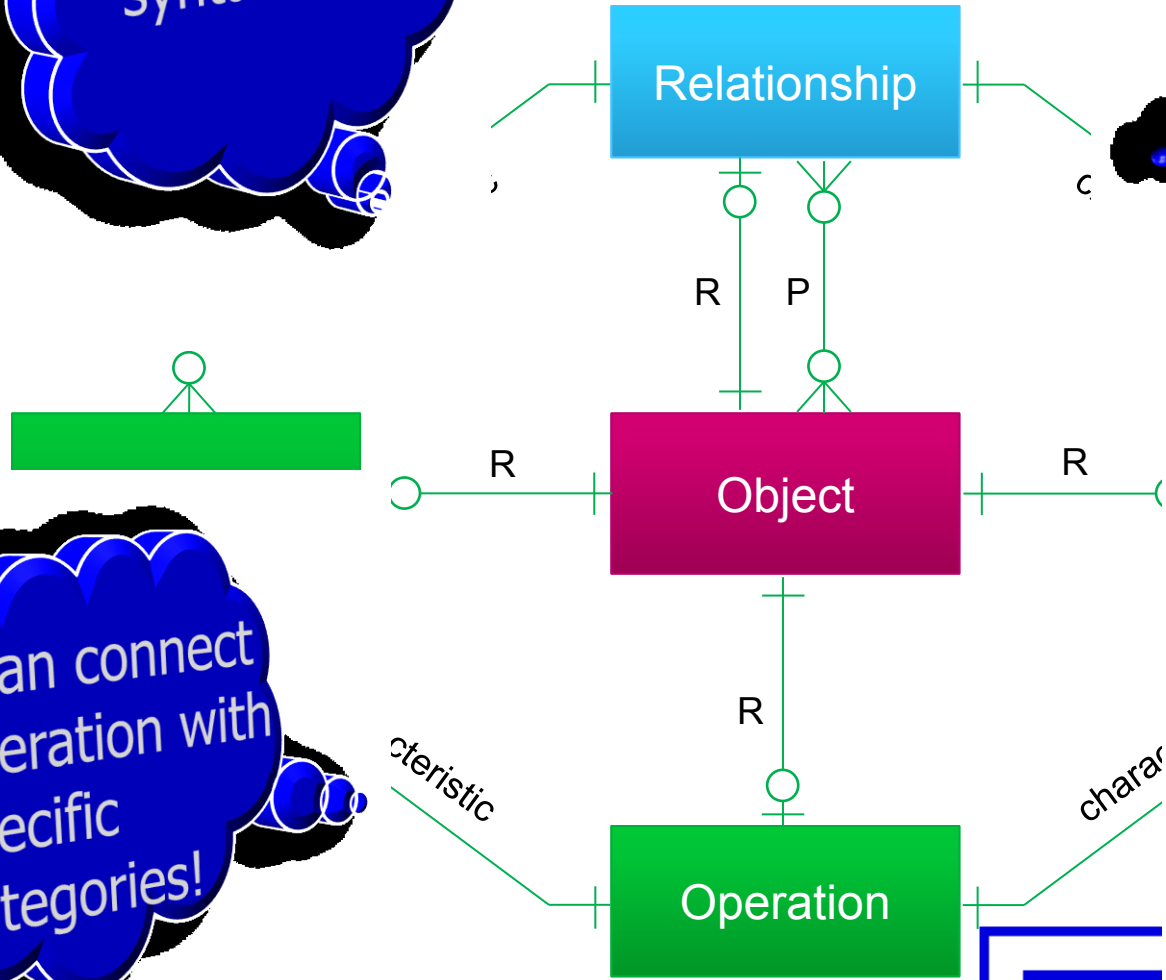 Relationship
R
P
R
Object
R
an connect
eration with
ecific
tegories!
R
cteristic
charac
Operation